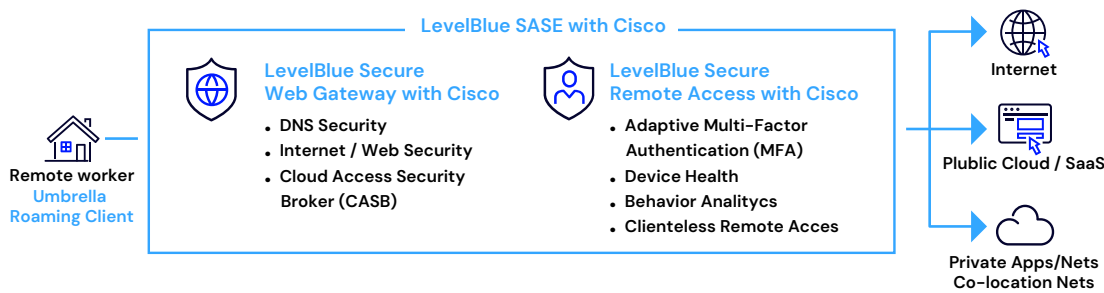 LevelBlue SASE with Cisco
Remote worker
Umbrella
Roaming Client
LevelBlue Secure
Web Gateway with Cisco
• DNS Security
• Internet / Web Security
• Cloud Access Security
Broker (CASB)
LevelBlue Secure
Remote Access with Cisco
• Adaptive Multi-Factor
Authentication (MFA)
• Device Health
• Behavior Analitycs
• Clienteless Remote Acces
Internet
Plublic Cloud / SaaS
Private Apps/Nets
Co-location Nets